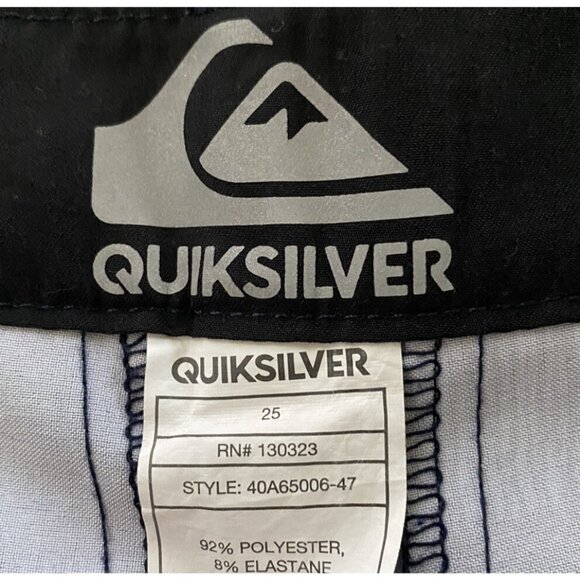 QUIKSILVER
QUIKSILVER
25
RN# 130323
STYLE: 40A65006-47
92% POLYESTER,
8% ELASTANE